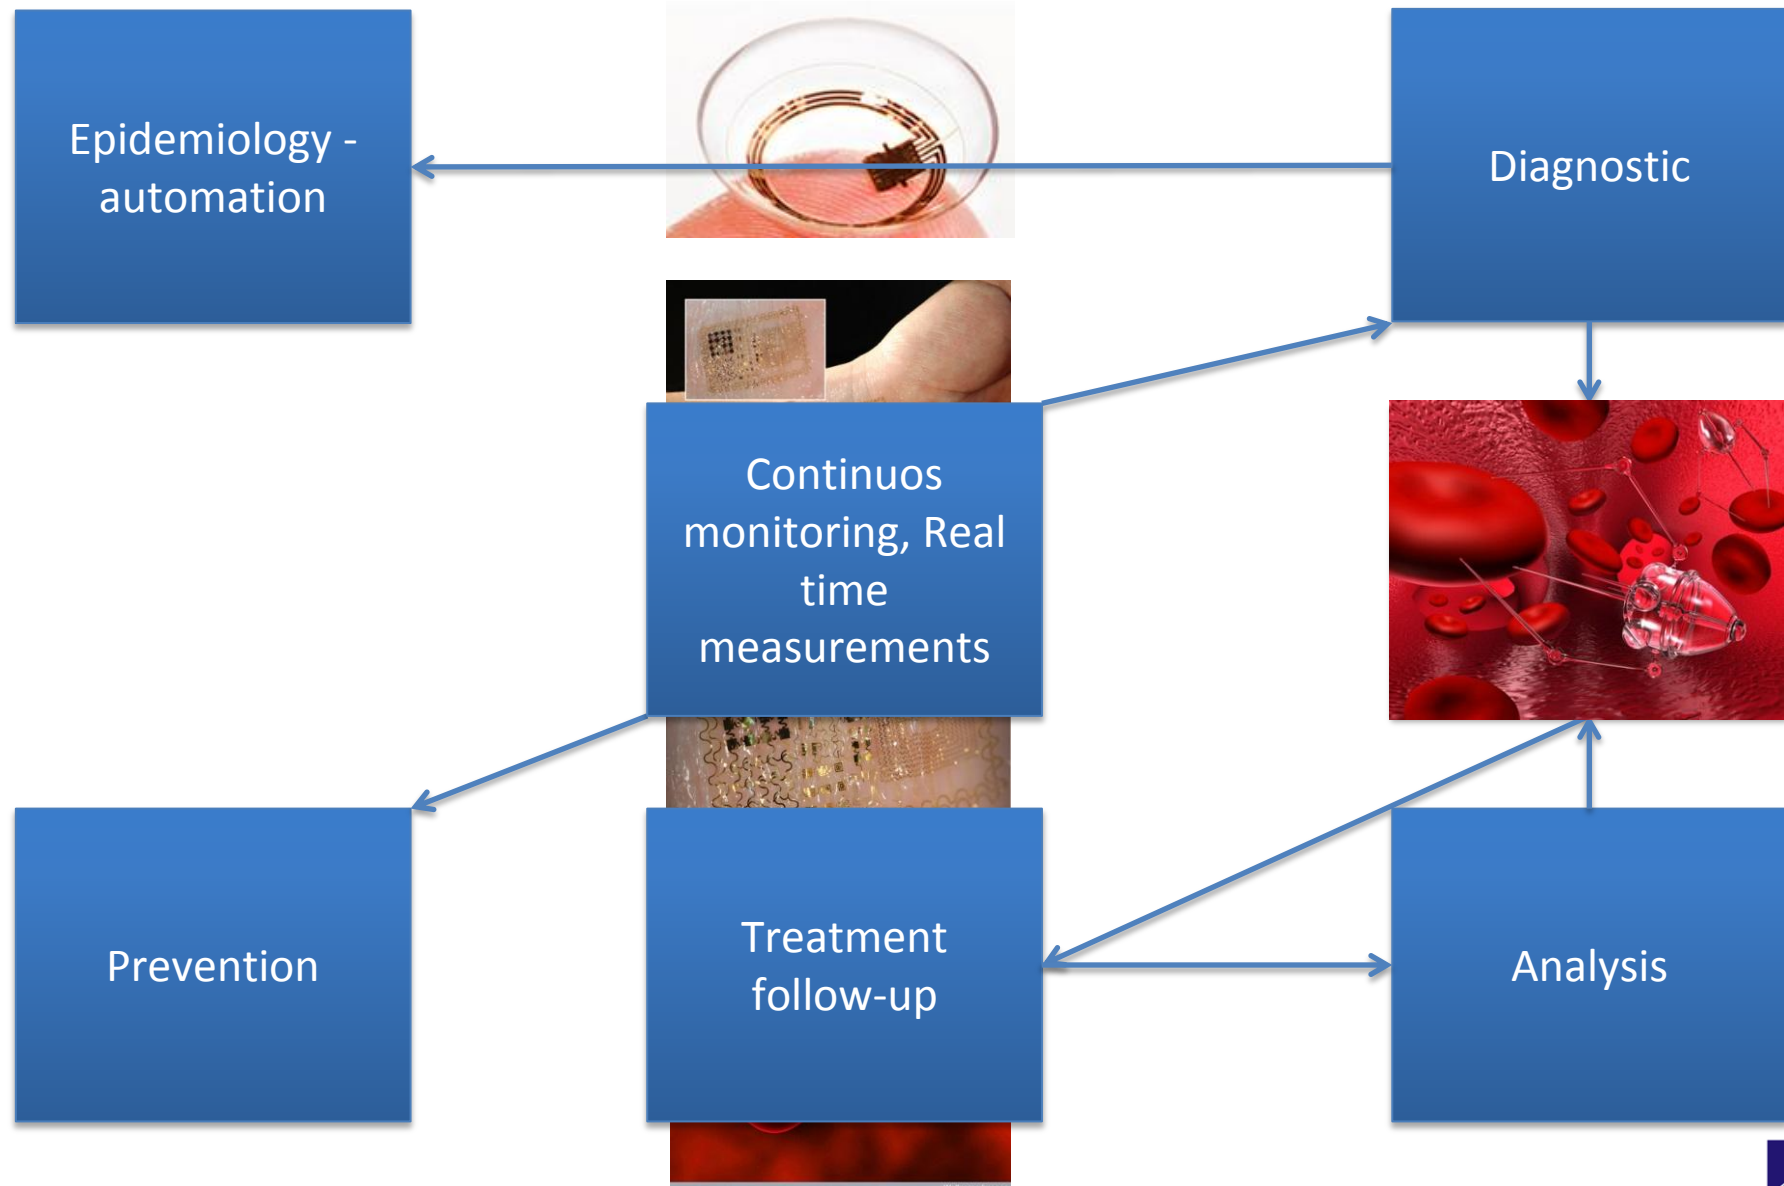 Epidemiology -
automation
Diagnostic
Continuos
monitoring, Real
time
measurements
Prevention
Treatment
follow-up
Analysis